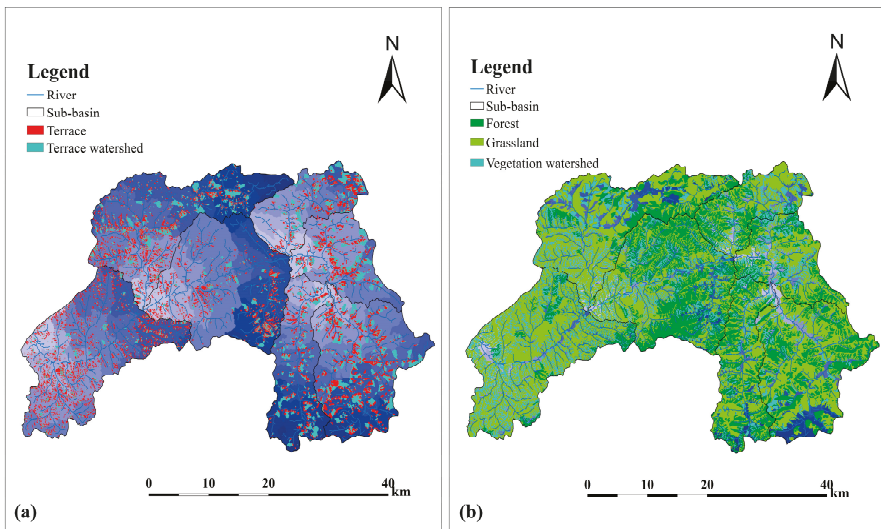 N
Legend
River
Sub-basin
Terrace
Terrace watershed
0 10 20 40
km
(a)
N
Legend
River
Sub-basin
Forest
Grassland
Vegetation watershed
0 10 20 40
km
(b)